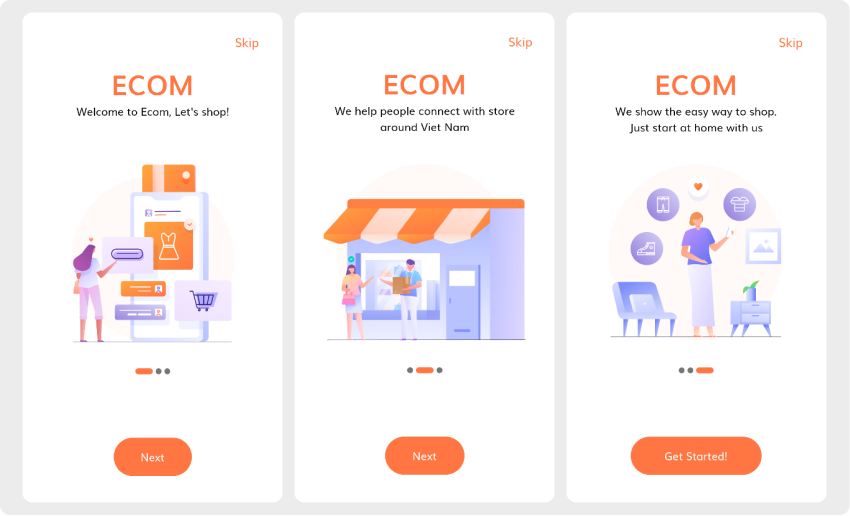 Skip
ECOM
Welcome to Ecom, Let's shop!
Next
Skip
ECOM
We help people connect with store
around Viet Nam
Next
Skip
ECOM
We show the easy way to shop.
Just start at home with us
Get Started!